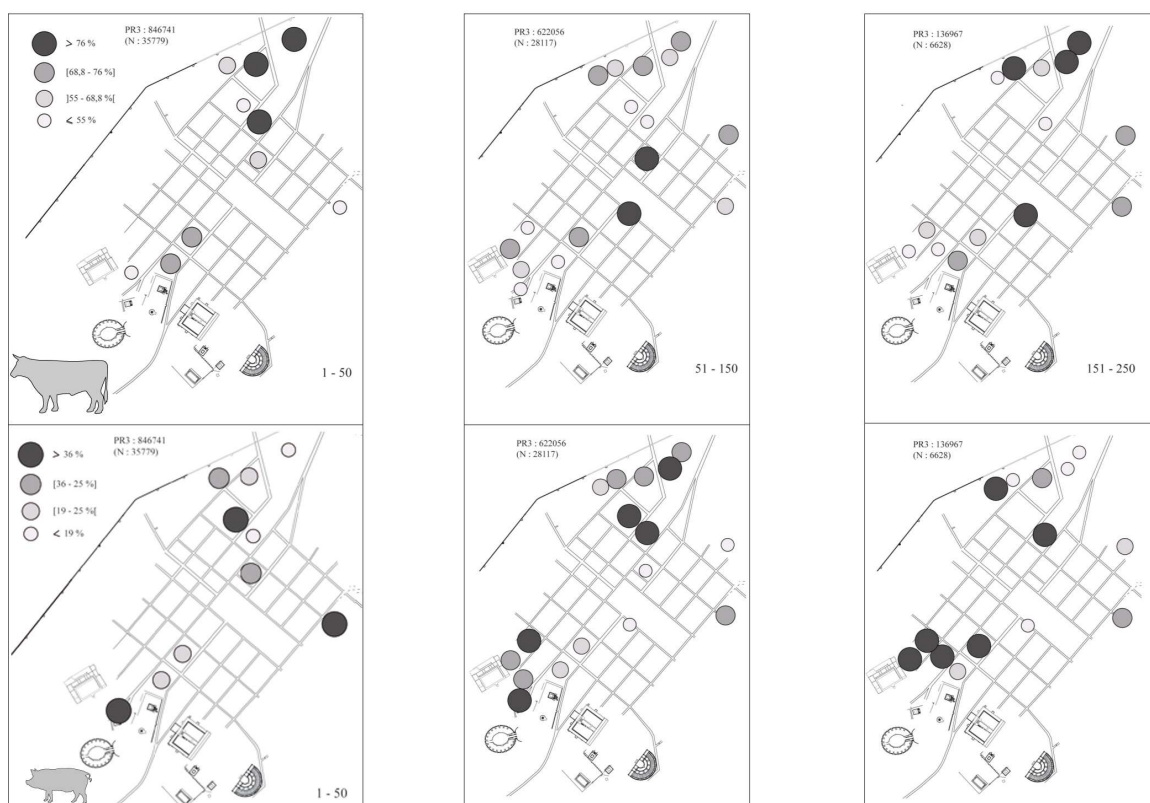 PR3 : 846741
(N : 35779)
> 76 %
[68,8 - 76 %]
]55 - 68,8 %[
< 55 %
1 - 50
PR3 : 622056
(N : 28117)
51 - 150
PR3 : 136967
(N : 6628)
151 - 250
PR3 : 846741
(N : 35779)
> 36 %
[36 - 25 %]
[19 - 25 %[
< 19 %
1 - 50
PR3 : 622056
(N : 28117)
PR3 : 136967
(N : 6628)